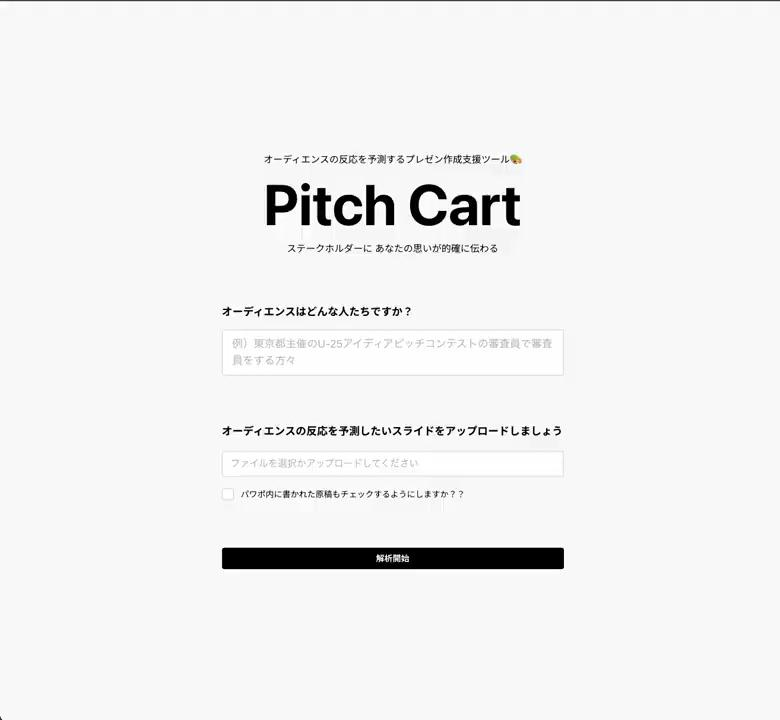 オーディエンスの反応を予測するプレゼン作成支援ツール
Pitch Cart
ステークホルダーに あなたの思いが的確に伝わる
オーディエンスはどんな人たちですか？
例）東京都主催のU-25アイディアピッチコンテストの審査員で審査
員をする方々
オーディエンスの反応を予測したいスライドをアップロードしましょう
ファイルを選択かアップロードしてください
パワポ内に書かれた原稿もチェックするようにしますか？？
解析開始